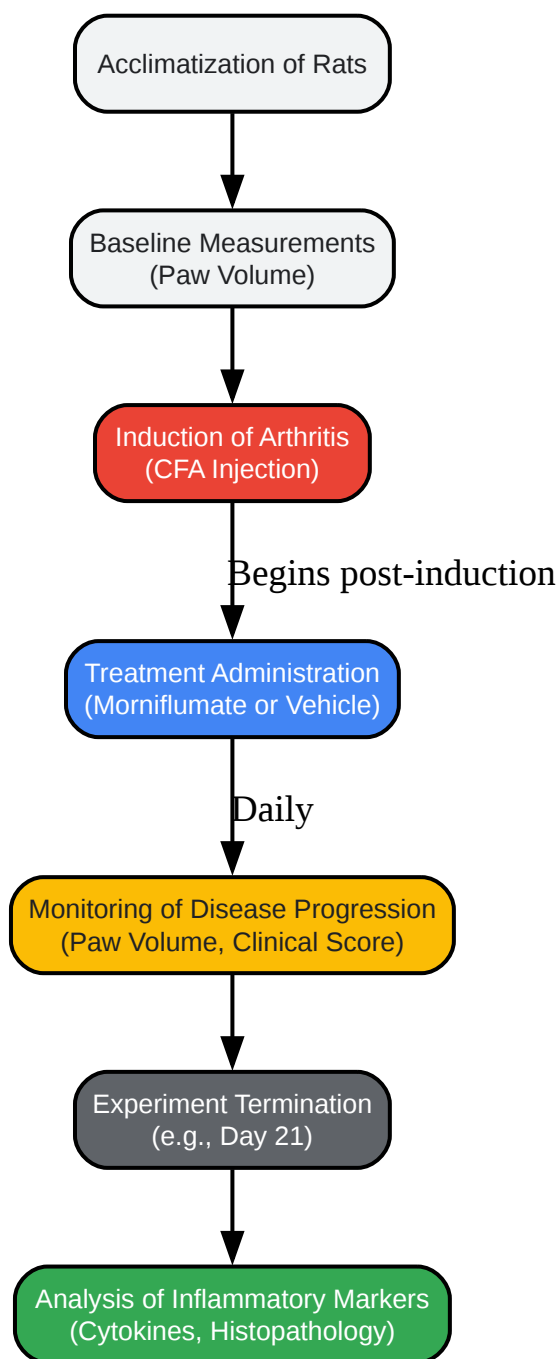 Acclimatization of Rats
Baseline Measurements
(Paw Volume)
Induction of Arthritis
(CFA Injection)
Begins post-induction
Treatment Administration
(Morniflumate or Vehicle)
Daily
Monitoring of Disease Progression
(Paw Volume, Clinical Score)
Experiment Termination
(e.g., Day 21)
Analysis of Inflammatory Markers
(Cytokines, Histopathology)